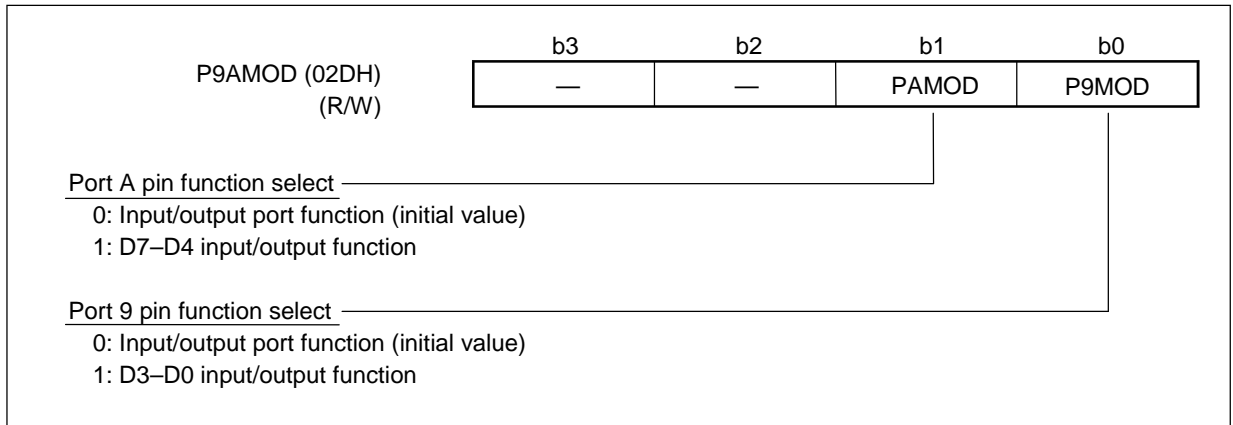 b3 b2 b1 b0
P9AMOD (02DH) — — PAMOD P9MOD
(R/W)
Port A pin function select
0: Input/output port function (initial value)
1: D7–D4 input/output function
Port 9 pin function select
0: Input/output port function (initial value)
1: D3–D0 input/output function